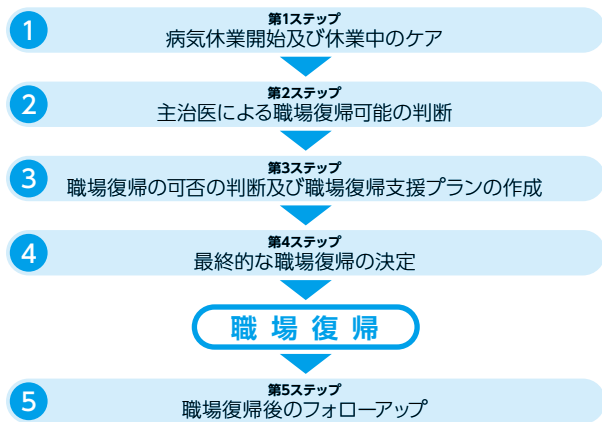 1
第1ステップ
病気休業開始及び休業中のケア
2
第2ステップ
主治医による職場復帰可能の判断
3
第3ステップ
職場復帰の可否の判断及び職場復帰支援プランの作成
4
第4ステップ
最終的な職場復帰の決定
職場復帰
5
第5ステップ
職場復帰後のフォローアップ